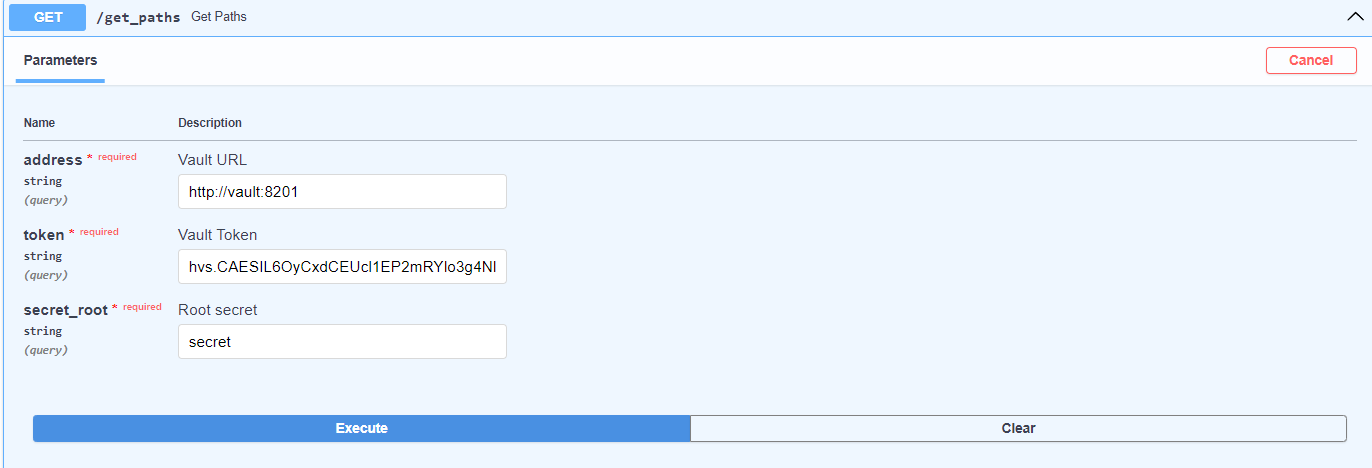 GET /get_paths Get Paths
Parameters Cancel
Name Description
address * required Vault URL
string http://vault:8201
(query)
token * required Vault Token
string hvs.CAESIL6OyCxdCEUcl1EP2mRYIo3g4Nl
(query)
secret_root * required Root secret
string secret
(query)
Execute Clear